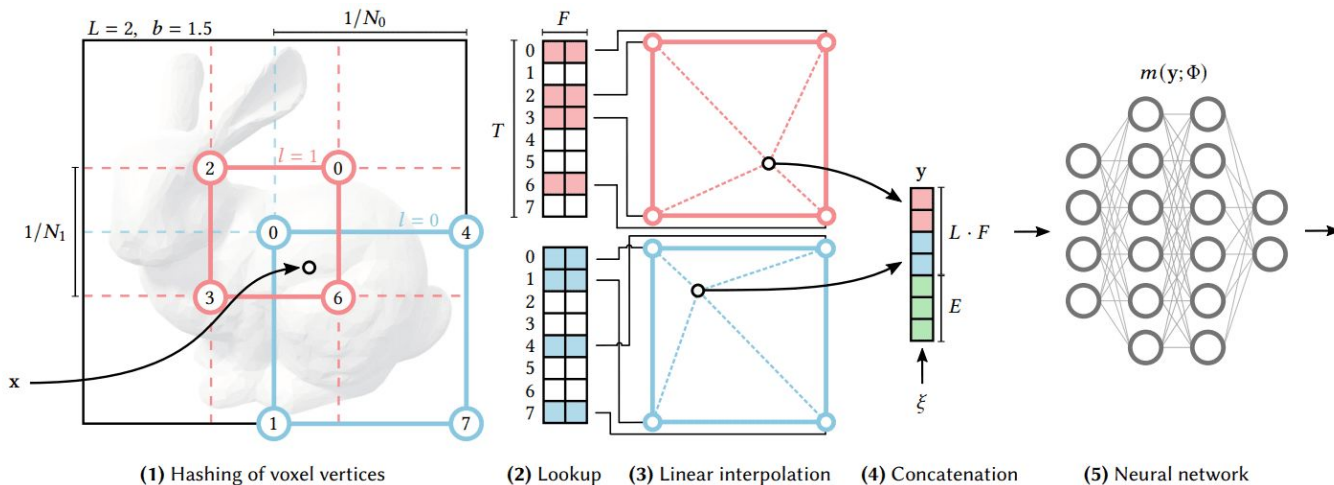 L = 2, b = 1.5
1/N₀
l = 1
2
0
1/N₁
l = 0
0
4
3
6
x
1
7
(1) Hashing of voxel vertices
F
T
0
1
2
3
4
5
6
7
0
1
2
3
4
5
6
7
(2) Lookup
(3) Linear interpolation
y
L · F
E
ξ
(4) Concatenation
m(y; Φ)
(5) Neural network